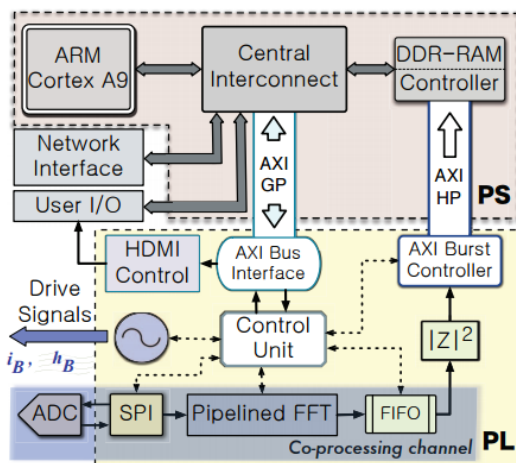 ARM
Cortex A9
Central
Interconnect
DDR-RAM
Controller
Network
Interface
User I/O
AXI
GP
AXI
HP
PS
HDMI
Control
AXI Bus
Interface
AXI Burst
Controller
Drive
Signals
i_B, h_B
Control
Unit
|Z|²
ADC
SPI
Pipelined FFT
FIFO
Co-processing channel
PL